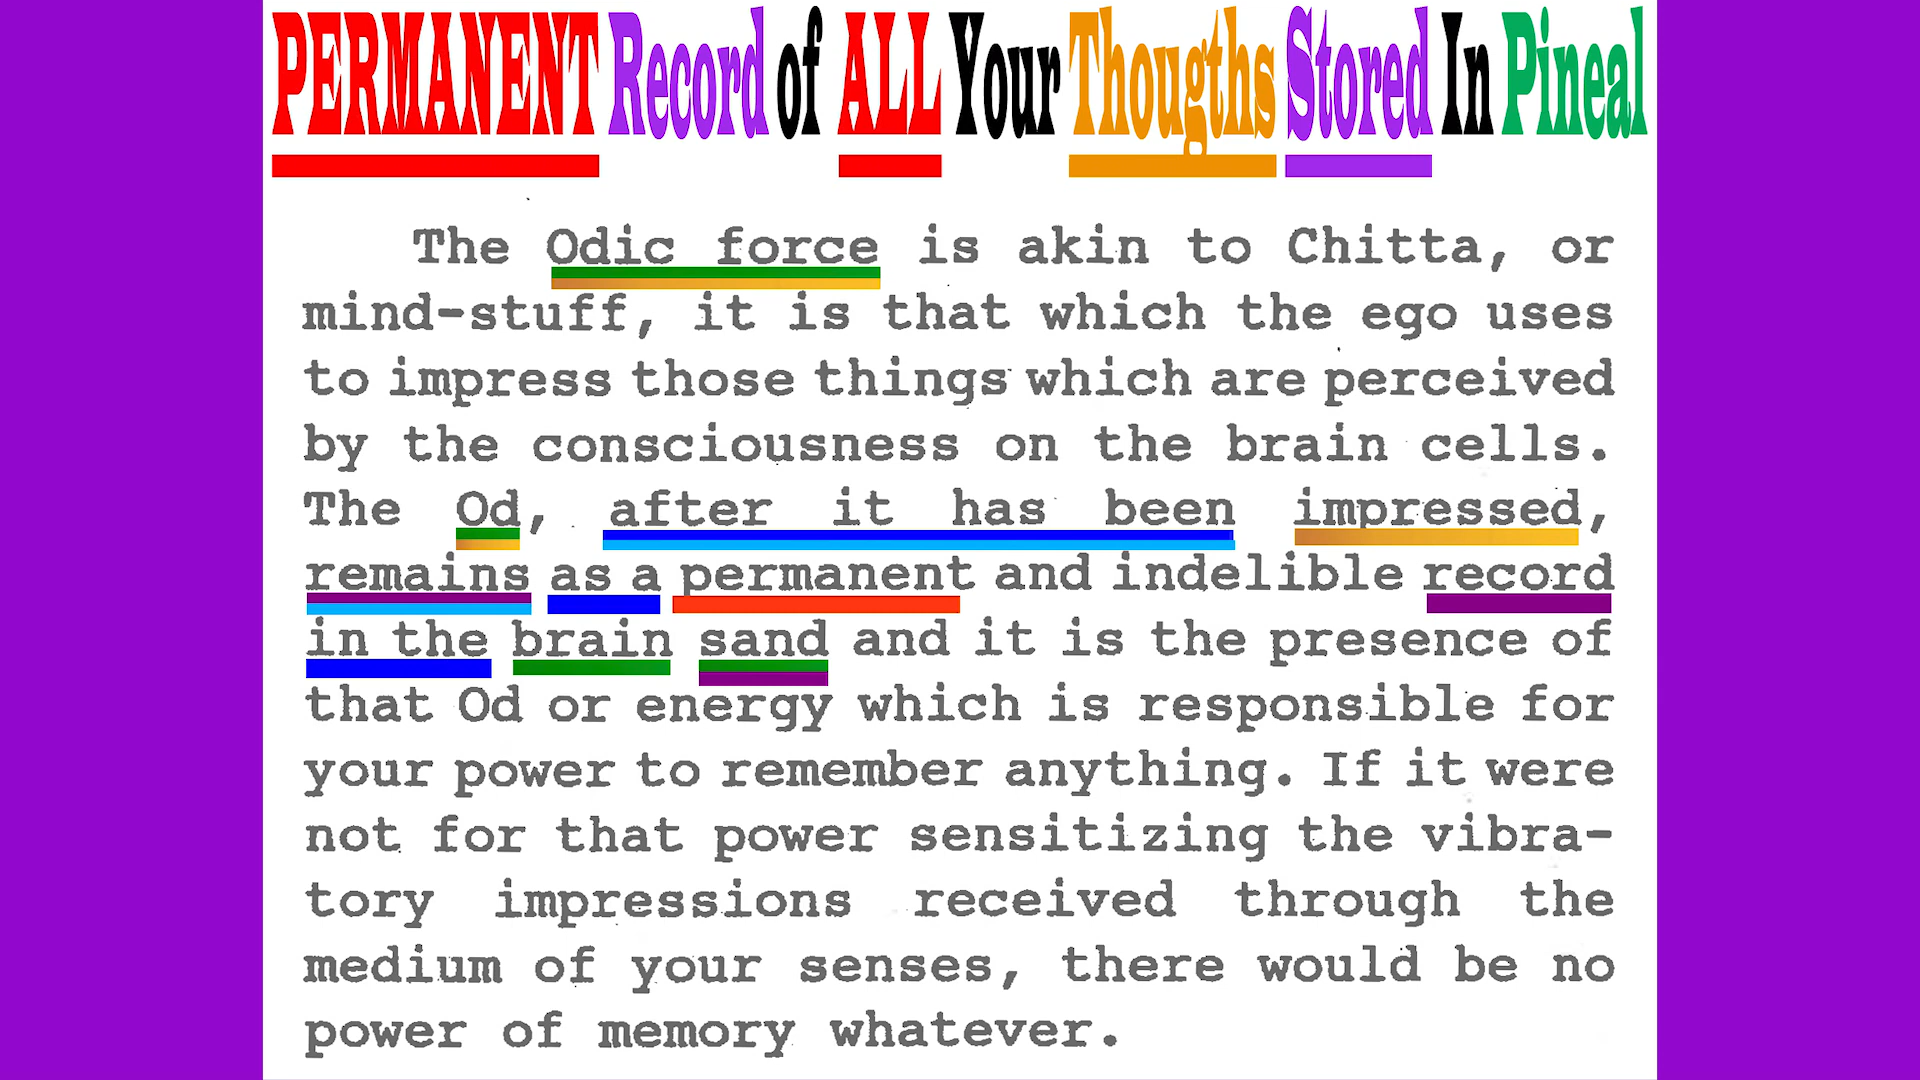 PERMANENT Record of ALL Your Thougths Stored In Pineal
The Odic force is akin to Chitta, or
mind-stuff, it is that which the ego uses
to impress those things which are perceived
by the consciousness on the brain cells.
The Od, after it has been impressed,
remains as a permanent and indelible record
in the brain sand and it is the presence of
that Od or energy which is responsible for
your power to remember anything. If it were
not for that power sensitizing the vibra-
tory impressions received through the
medium of your senses, there would be no
power of memory whatever.